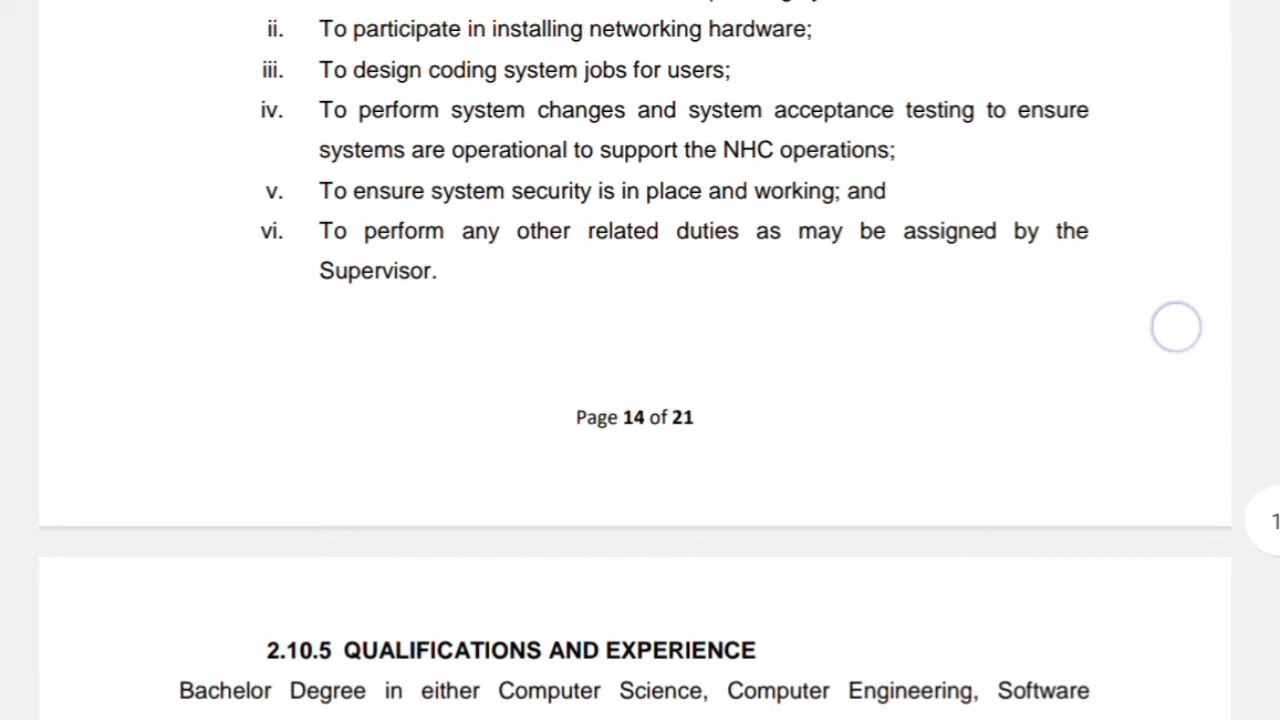 ii. To participate in installing networking hardware;
iii. To design coding system jobs for users;
iv. To perform system changes and system acceptance testing to ensure
systems are operational to support the NHC operations;
v. To ensure system security is in place and working; and
vi. To perform any other related duties as may be assigned by the
Supervisor.
Page 14 of 21
1
2.10.5 QUALIFICATIONS AND EXPERIENCE
Bachelor Degree in either Computer Science, Computer Engineering, Software